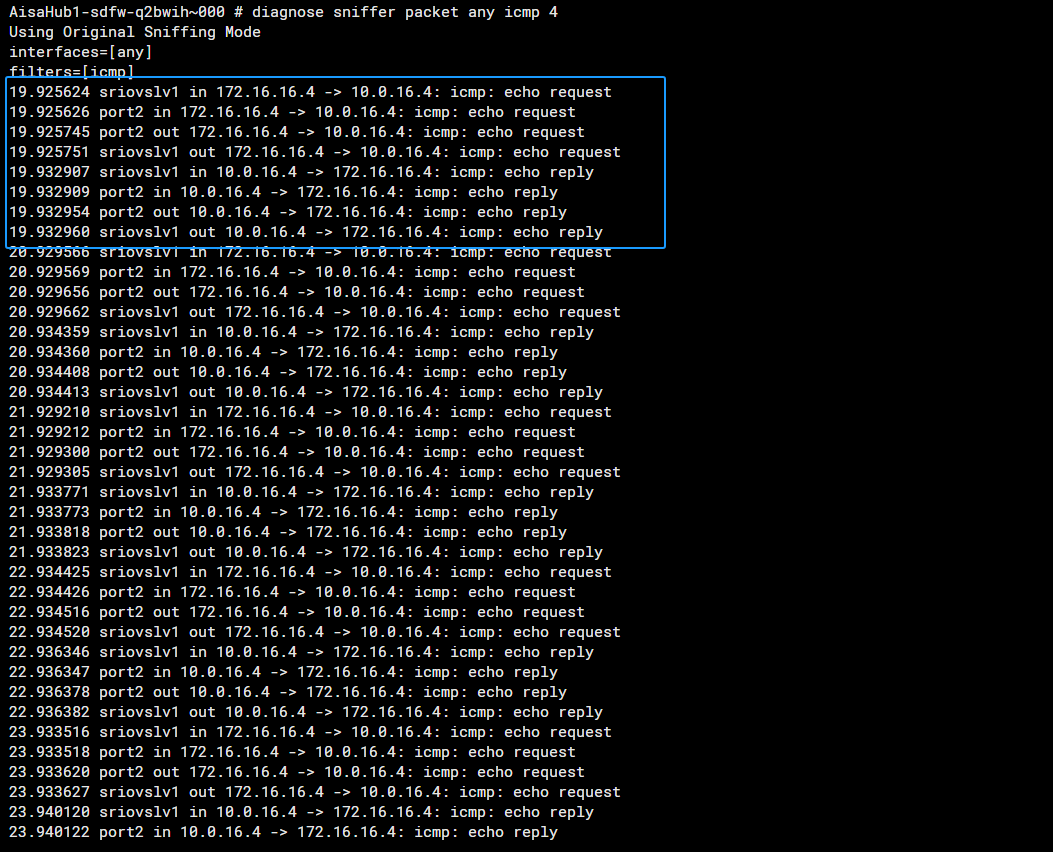 AisaHub1-sdfw-q2bwih~000 # diagnose sniffer packet any icmp 4
Using Original Sniffing Mode
interfaces=[any]
filters=[icmp]
19.925624 sriovslv1 in 172.16.16.4 -> 10.0.16.4: icmp: echo request
19.925626 port2 in 172.16.16.4 -> 10.0.16.4: icmp: echo request
19.925745 port2 out 172.16.16.4 -> 10.0.16.4: icmp: echo request
19.925751 sriovslv1 out 172.16.16.4 -> 10.0.16.4: icmp: echo request
19.932907 sriovslv1 in 10.0.16.4 -> 172.16.16.4: icmp: echo reply
19.932909 port2 in 10.0.16.4 -> 172.16.16.4: icmp: echo reply
19.932954 port2 out 10.0.16.4 -> 172.16.16.4: icmp: echo reply
19.932960 sriovslv1 out 10.0.16.4 -> 172.16.16.4: icmp: echo reply
20.929566 sriovslv1 in 172.16.16.4 -> 10.0.16.4: icmp: echo request
20.929569 port2 in 172.16.16.4 -> 10.0.16.4: icmp: echo request
20.929656 port2 out 172.16.16.4 -> 10.0.16.4: icmp: echo request
20.929662 sriovslv1 out 172.16.16.4 -> 10.0.16.4: icmp: echo request
20.934359 sriovslv1 in 10.0.16.4 -> 172.16.16.4: icmp: echo reply
20.934360 port2 in 10.0.16.4 -> 172.16.16.4: icmp: echo reply
20.934408 port2 out 10.0.16.4 -> 172.16.16.4: icmp: echo reply
20.934413 sriovslv1 out 10.0.16.4 -> 172.16.16.4: icmp: echo reply
21.929210 sriovslv1 in 172.16.16.4 -> 10.0.16.4: icmp: echo request
21.929212 port2 in 172.16.16.4 -> 10.0.16.4: icmp: echo request
21.929300 port2 out 172.16.16.4 -> 10.0.16.4: icmp: echo request
21.929305 sriovslv1 out 172.16.16.4 -> 10.0.16.4: icmp: echo request
21.933771 sriovslv1 in 10.0.16.4 -> 172.16.16.4: icmp: echo reply
21.933773 port2 in 10.0.16.4 -> 172.16.16.4: icmp: echo reply
21.933818 port2 out 10.0.16.4 -> 172.16.16.4: icmp: echo reply
21.933823 sriovslv1 out 10.0.16.4 -> 172.16.16.4: icmp: echo reply
22.934425 sriovslv1 in 172.16.16.4 -> 10.0.16.4: icmp: echo request
22.934426 port2 in 172.16.16.4 -> 10.0.16.4: icmp: echo request
22.934516 port2 out 172.16.16.4 -> 10.0.16.4: icmp: echo request
22.934520 sriovslv1 out 172.16.16.4 -> 10.0.16.4: icmp: echo request
22.936346 sriovslv1 in 10.0.16.4 -> 172.16.16.4: icmp: echo reply
22.936347 port2 in 10.0.16.4 -> 172.16.16.4: icmp: echo reply
22.936378 port2 out 10.0.16.4 -> 172.16.16.4: icmp: echo reply
22.936382 sriovslv1 out 10.0.16.4 -> 172.16.16.4: icmp: echo reply
23.933516 sriovslv1 in 172.16.16.4 -> 10.0.16.4: icmp: echo request
23.933518 port2 in 172.16.16.4 -> 10.0.16.4: icmp: echo request
23.933620 port2 out 172.16.16.4 -> 10.0.16.4: icmp: echo request
23.933627 sriovslv1 out 172.16.16.4 -> 10.0.16.4: icmp: echo request
23.940120 sriovslv1 in 10.0.16.4 -> 172.16.16.4: icmp: echo reply
23.940122 port2 in 10.0.16.4 -> 172.16.16.4: icmp: echo reply